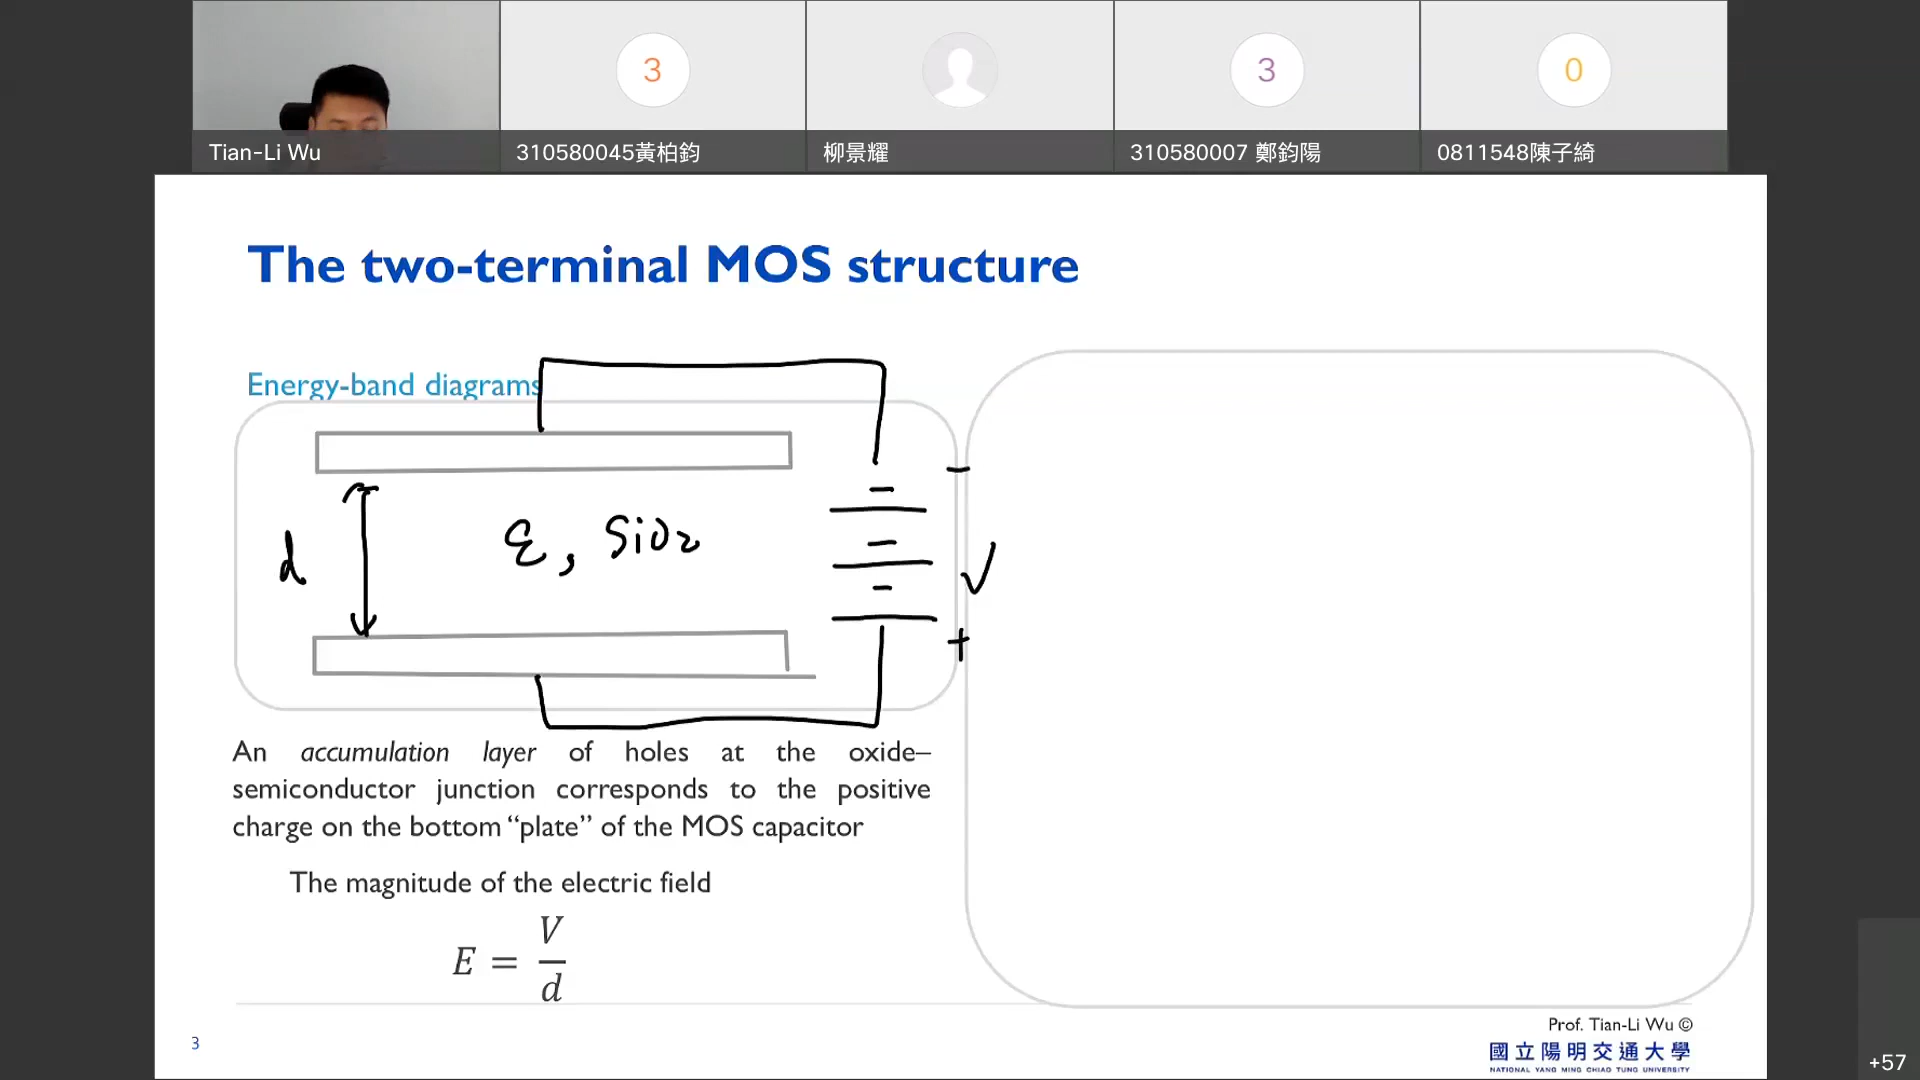 3
3
0
Tian-Li Wu
310580045黃柏鈞
柳景耀
310580007 鄭鈞陽
0811548陳子綺
The two-terminal MOS structure
Energy-band diagrams
d
ε, SiO2
−
V
+
An accumulation layer of holes at the oxide–
semiconductor junction corresponds to the positive
charge on the bottom “plate” of the MOS capacitor
The magnitude of the electric field
E = V/d
3
Prof. Tian-Li Wu ©
國立陽明交通大學
NATIONAL YANG MING CHIAO TUNG UNIVERSITY
+57